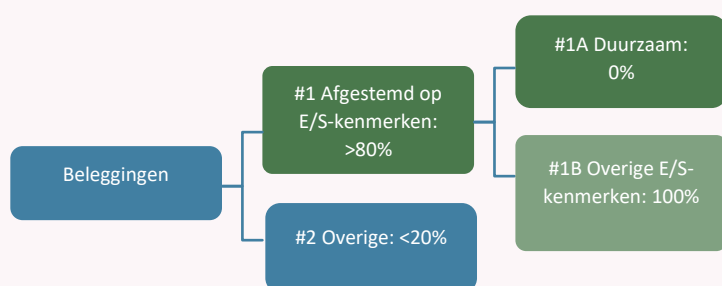 Beleggingen
#1 Afgestemd op
E/S-kenmerken:
>80%
#2 Overige: <20%
#1A Duurzaam:
0%
#1B Overige E/S-
kenmerken: 100%